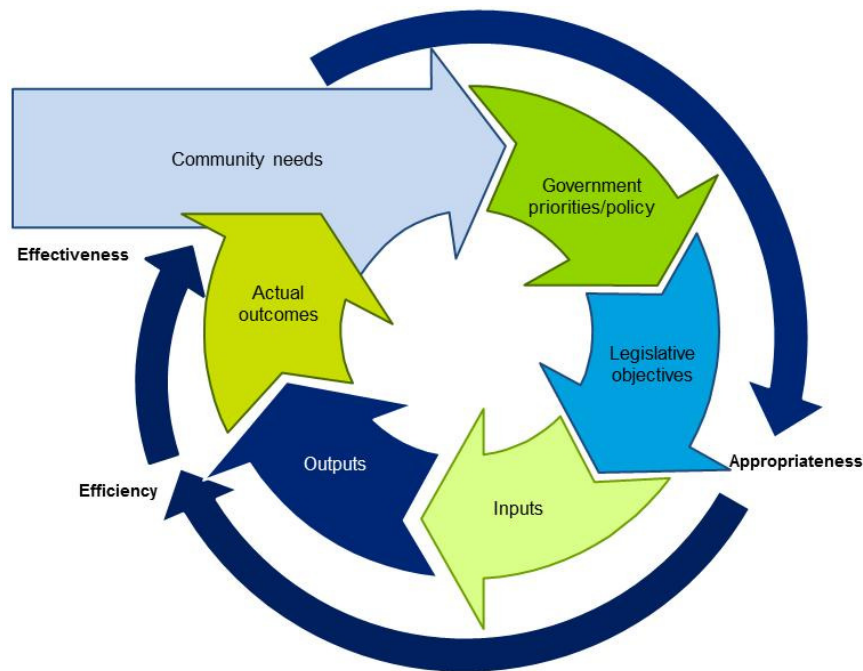 Community needs
Government
priorities/policy
Effectiveness
Actual
outcomes
Legislative
objectives
Appropriateness
Outputs
Efficiency
Inputs